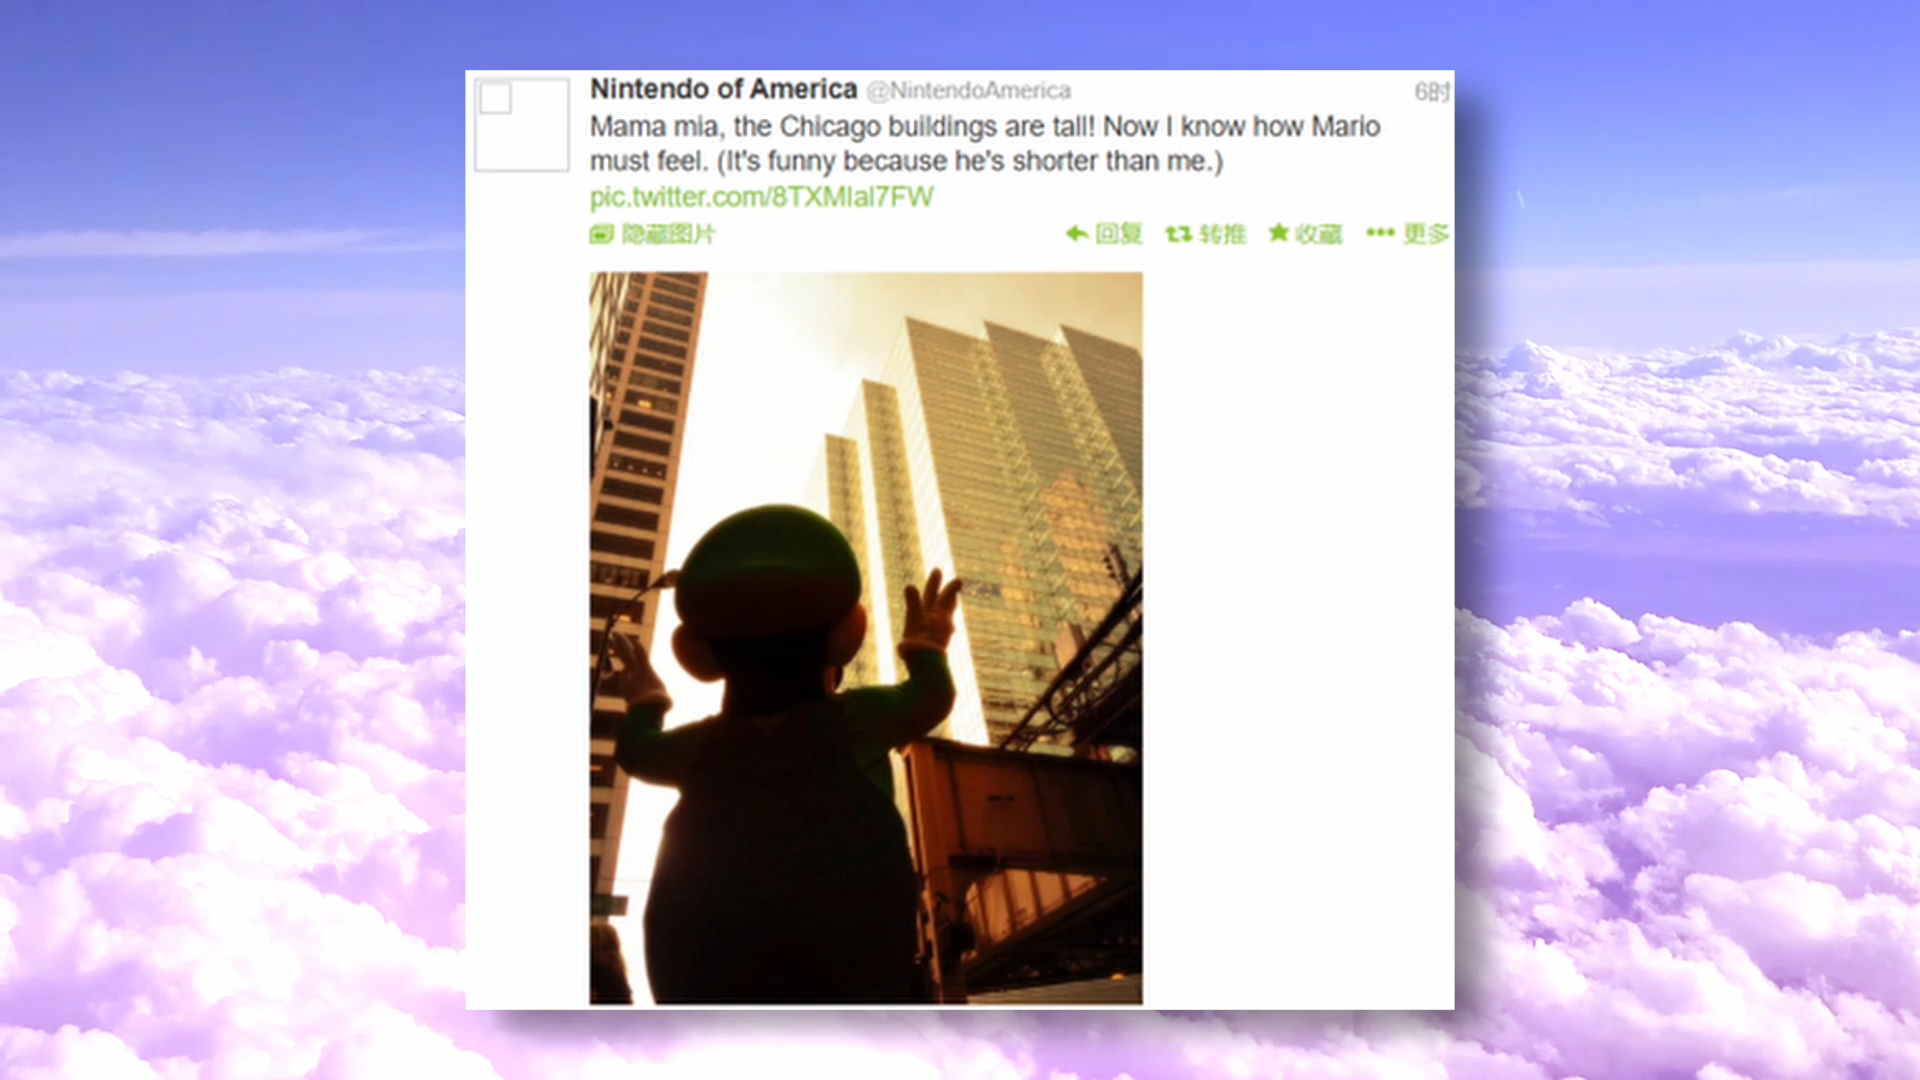 Nintendo of America @NintendoAmerica 6时
Mama mia, the Chicago buildings are tall! Now I know how Mario
must feel. (It's funny because he's shorter than me.)
pic.twitter.com/8TXMIal7FW
隐藏图片 回复 转推 收藏 更多